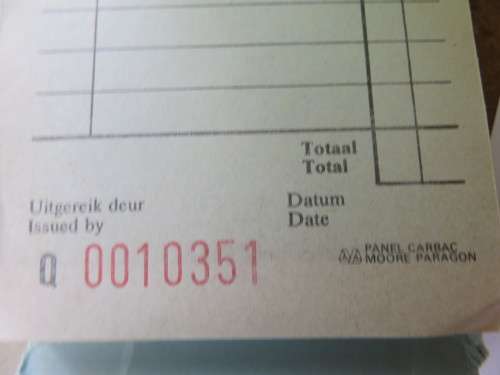 Totaal
Total
Uitgereik deur
Issued by
Datum
Date
Q 0010351
PANEL CARBAC
MOORE PARAGON